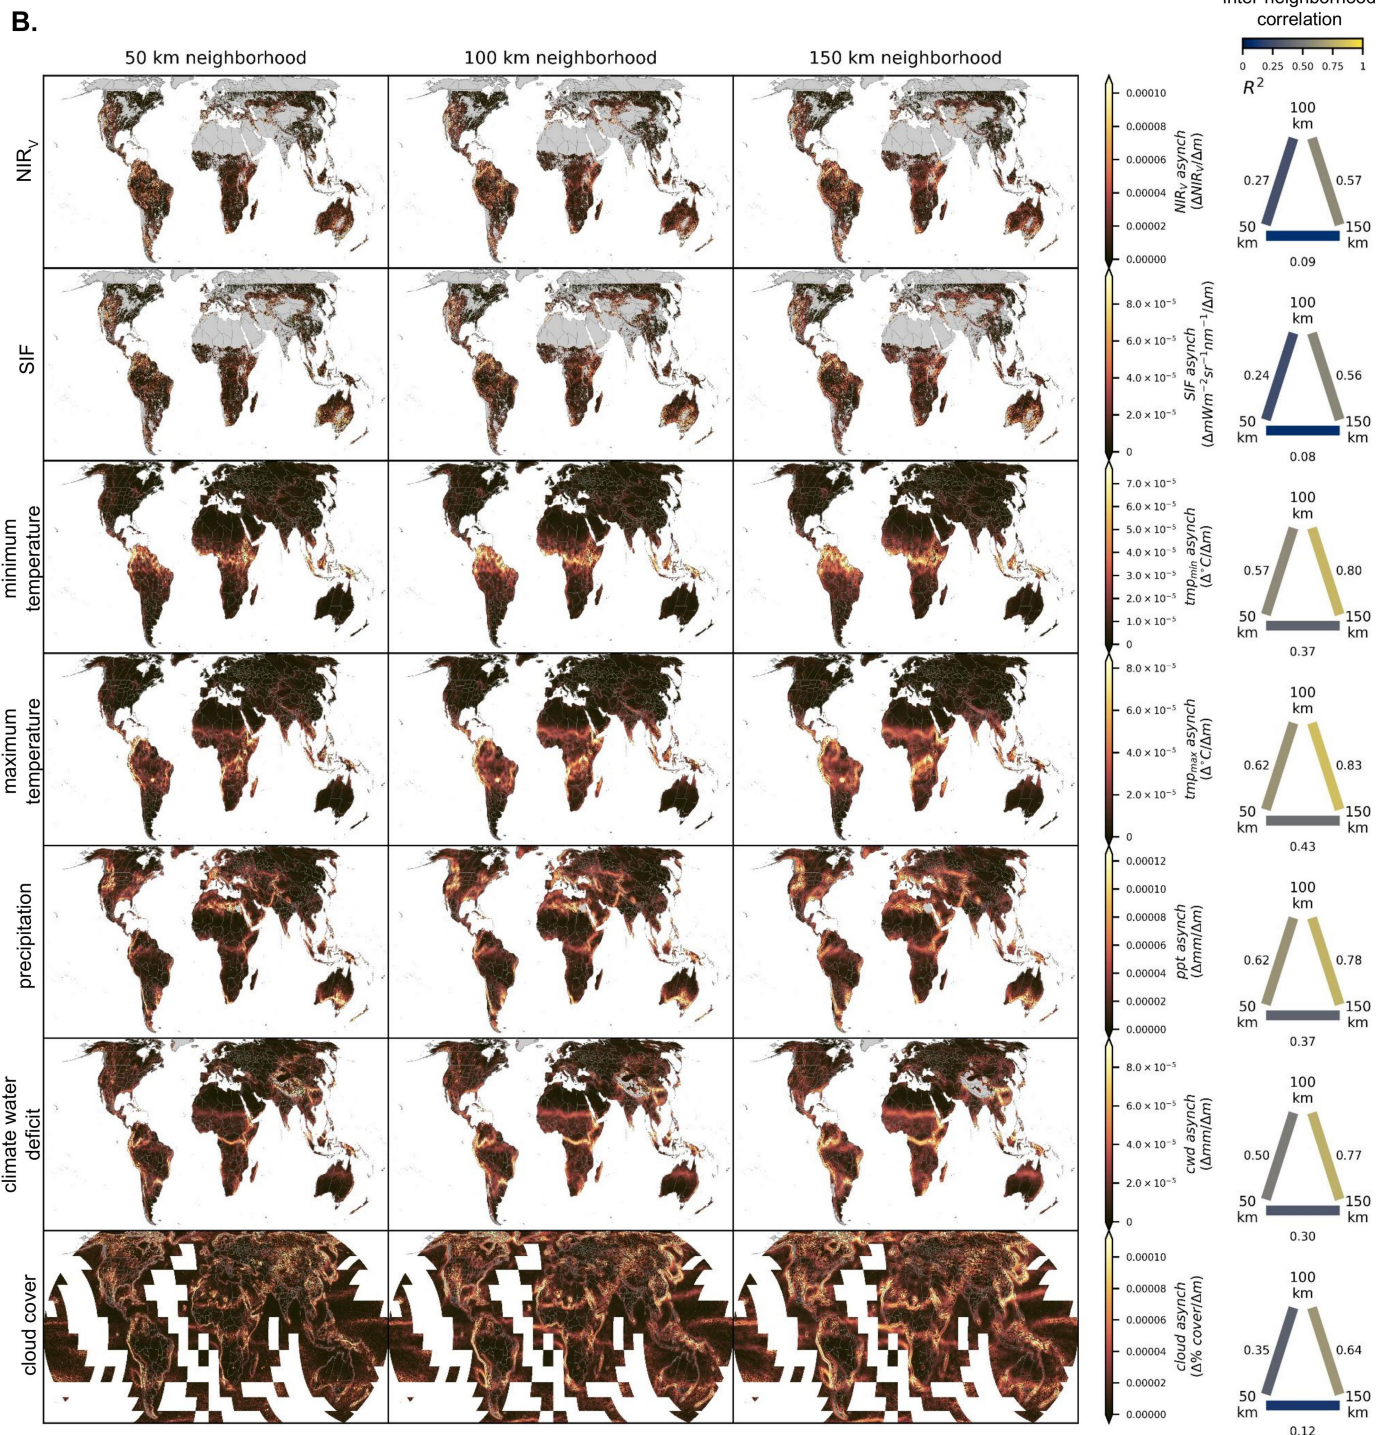 B.
inter-neighborhood
correlation
0 0.25 0.50 0.75 1
R²
50 km neighborhood 100 km neighborhood 150 km neighborhood
NIRV
0.00010
0.00008
0.00006
0.00004
0.00002
0.00000
NIRV asynch
(ΔNIRV/Δm)
100
km
0.27 0.57
50 150
km km
0.09
SIF
8.0 × 10⁻⁵
6.0 × 10⁻⁵
4.0 × 10⁻⁵
2.0 × 10⁻⁵
0
SIF asynch
(ΔmWm⁻²sr⁻¹nm⁻¹/Δm)
100
km
0.24 0.56
50 150
km km
0.08
minimum
temperature
7.0 × 10⁻⁵
6.0 × 10⁻⁵
5.0 × 10⁻⁵
4.0 × 10⁻⁵
3.0 × 10⁻⁵
2.0 × 10⁻⁵
1.0 × 10⁻⁵
0
tmpmin asynch
(Δ°C/Δm)
100
km
0.57 0.80
50 150
km km
0.37
maximum
temperature
8.0 × 10⁻⁵
6.0 × 10⁻⁵
4.0 × 10⁻⁵
2.0 × 10⁻⁵
0
tmpmax asynch
(Δ°C/Δm)
100
km
0.62 0.83
50 150
km km
0.43
precipitation
0.00012
0.00010
0.00008
0.00006
0.00004
0.00002
0.00000
ppt asynch
(Δmm/Δm)
100
km
0.62 0.78
50 150
km km
0.37
climate water
deficit
8.0 × 10⁻⁵
6.0 × 10⁻⁵
4.0 × 10⁻⁵
2.0 × 10⁻⁵
0
cwd asynch
(Δmm/Δm)
100
km
0.50 0.77
50 150
km km
0.30
cloud cover
0.00010
0.00008
0.00006
0.00004
0.00002
0.00000
cloud asynch
(Δ% cover/Δm)
100
km
0.35 0.64
50 150
km km
0.12